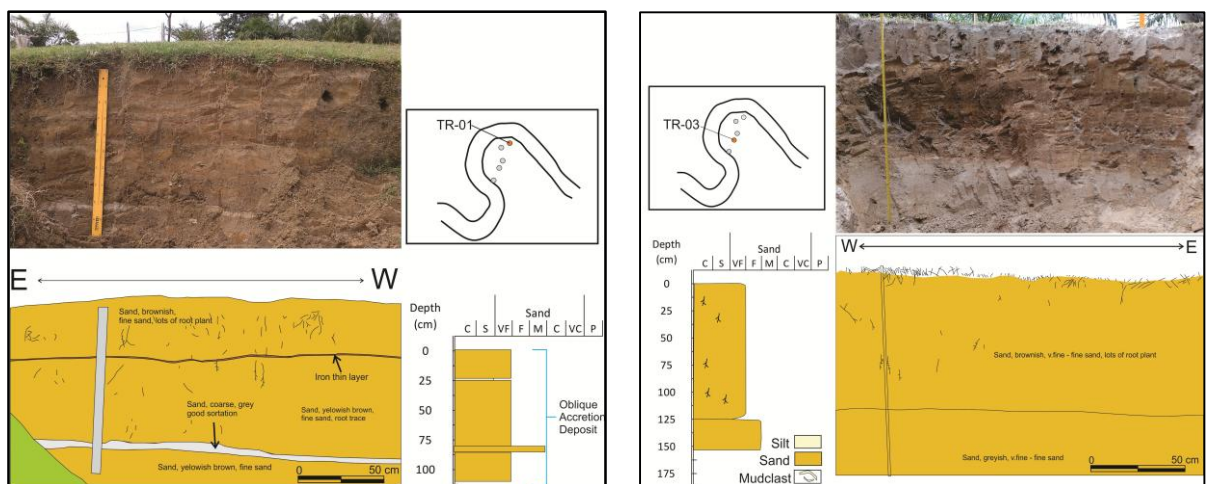 TR-01
E
W
Sand, brownish,
fine sand, lots of root plant
Iron thin layer
Sand, coarse, grey
good sortation
Sand, yellowish brown,
fine sand, root trace
Sand, yellowish brown, fine sand
0
50 cm
Depth
(cm)
Sand
C S VF F M C VC P
0
25
50
75
100
Oblique
Accretion
Deposit
TR-03
Depth
(cm)
Sand
C S VF F M C VC P
0
25
50
75
100
125
150
175
Silt
Sand
Mudclast
W
E
Sand, brownish, v.fine - fine sand, lots of root plant
Sand, greyish, v.fine - fine sand
0
50 cm